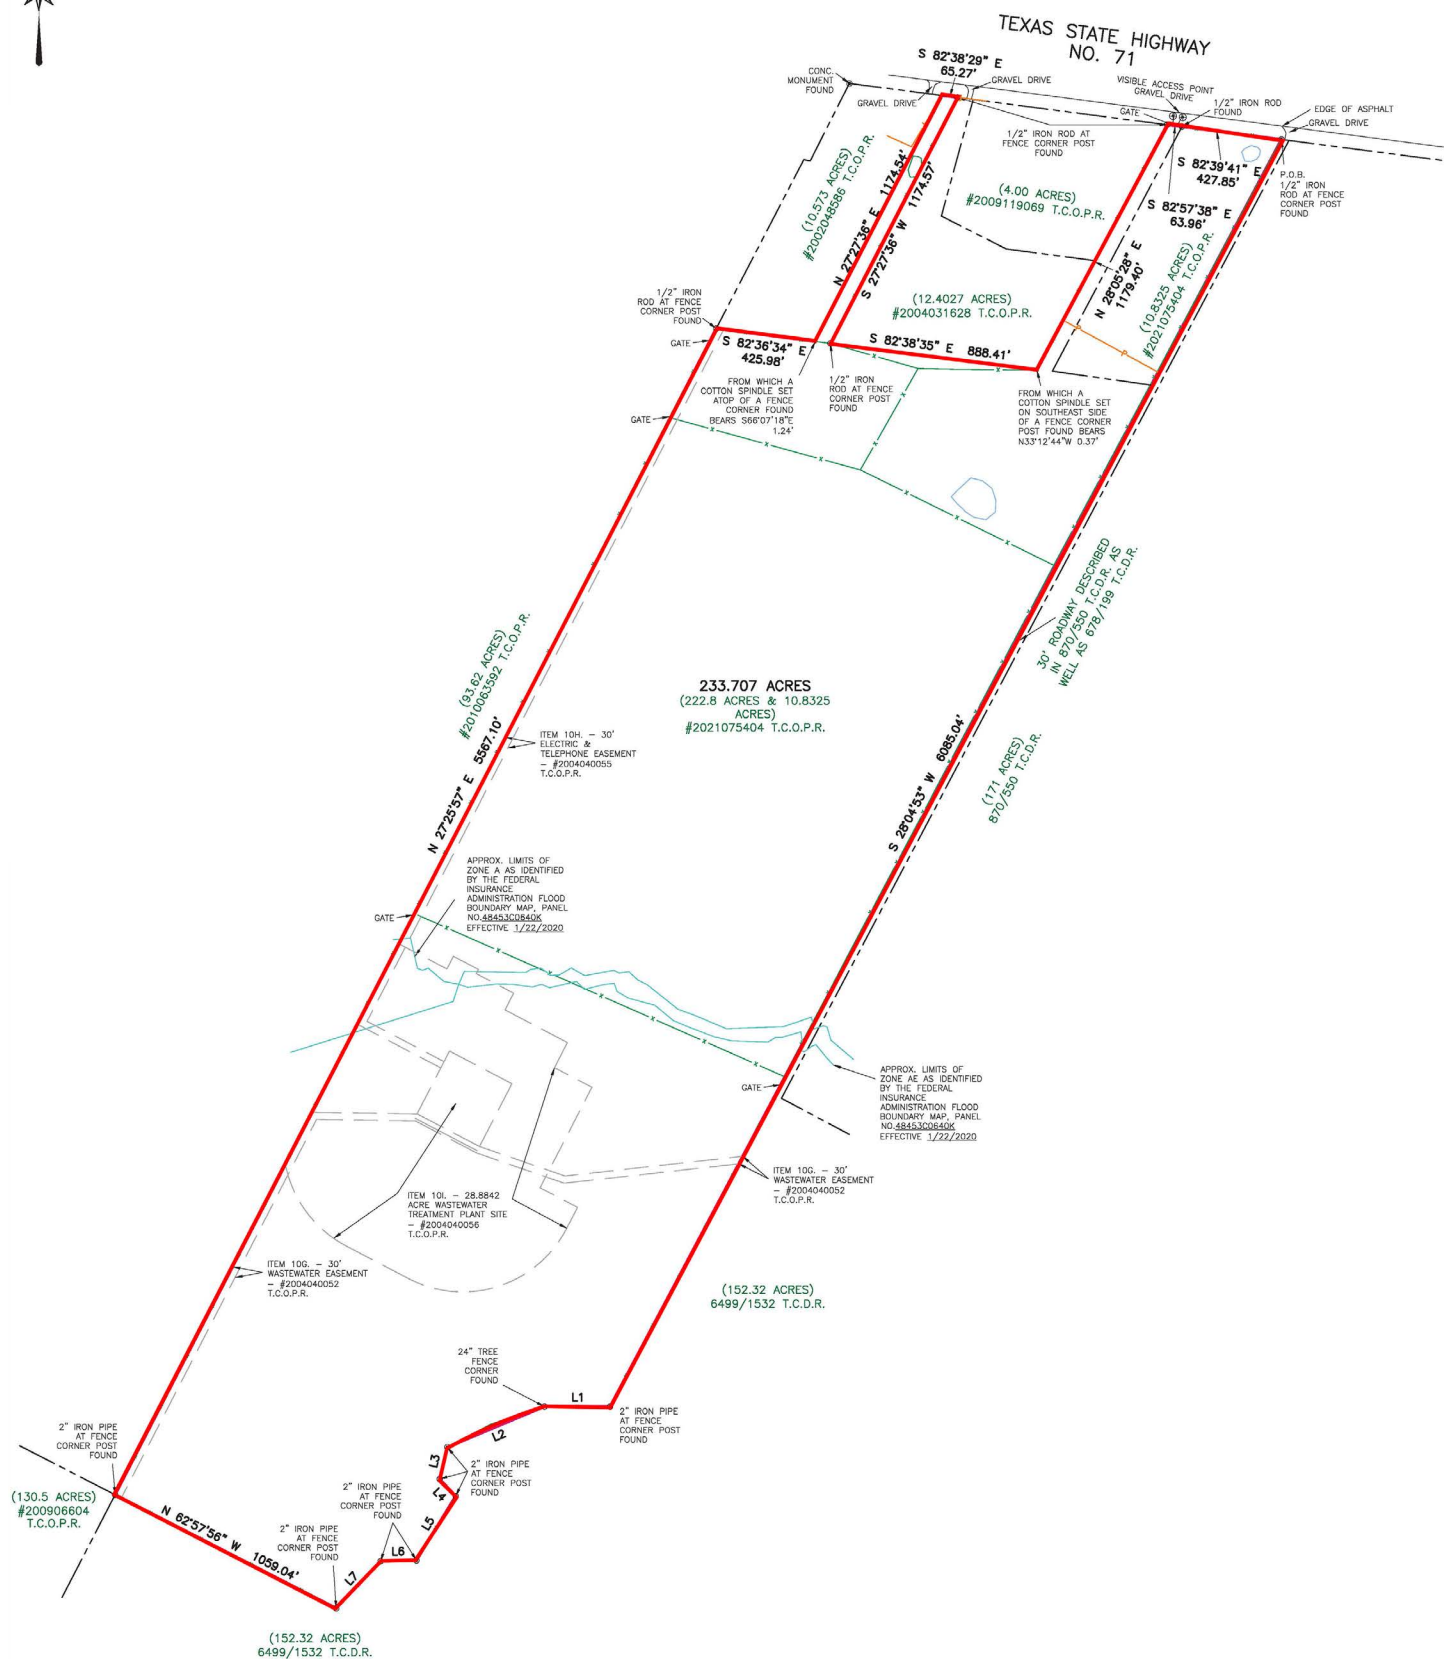 TEXAS STATE HIGHWAY
NO. 71
S 82°38'29" E
65.27'
CONC.
MONUMENT
FOUND
GRAVEL DRIVE
GRAVEL DRIVE
VISIBLE ACCESS POINT
GRAVEL DRIVE
GATE
1/2" IRON ROD
FOUND
EDGE OF ASPHALT
GRAVEL DRIVE
1/2" IRON ROD AT
FENCE CORNER POST
FOUND
S 82°39'41" E
427.85'
P.O.B.
1/2" IRON
ROD AT FENCE
CORNER POST
FOUND
S 82°57'38" E
63.96'
(10.573 ACRES)
#2002048586 T.C.O.P.R.
N 27°27'36" E 1174.54'
S 27°27'36" W 1174.57'
(4.00 ACRES)
#2009119069 T.C.O.P.R.
N 28°05'28" E
1179.40'
(10.8325 ACRES)
#2021075404 T.C.O.P.R.
(12.4027 ACRES)
#2004031628 T.C.O.P.R.
1/2" IRON
ROD AT FENCE
CORNER POST
FOUND
GATE
S 82°36'34" E
425.98'
S 82°38'35" E 888.41'
FROM WHICH A
COTTON SPINDLE SET
ATOP OF A FENCE
CORNER FOUND
BEARS S66°07'18"E
1.24'
1/2" IRON
ROD AT FENCE
CORNER POST
FOUND
FROM WHICH A
COTTON SPINDLE SET
ON SOUTHEAST SIDE
OF A FENCE CORNER
POST FOUND BEARS
N33°12'44"W 0.37'
GATE
30' ROADWAY DESCRIBED
IN 870/550 T.C.D.R. AS
WELL AS 678/199 T.C.D.R.
(93.62 ACRES)
#2010063592 T.C.O.P.R.
233.707 ACRES
(222.8 ACRES & 10.8325
ACRES)
#2021075404 T.C.O.P.R.
ITEM 10H. - 30'
ELECTRIC &
TELEPHONE EASEMENT
- #2004040055
T.C.O.P.R.
N 27°25'57" E 5567.10'
S 28°04'53" W 6085.04'
(171 ACRES)
870/550 T.C.D.R.
APPROX. LIMITS OF
ZONE A AS IDENTIFIED
BY THE FEDERAL
INSURANCE
ADMINISTRATION FLOOD
BOUNDARY MAP, PANEL
NO.48453C0640K
EFFECTIVE 1/22/2020
GATE
APPROX. LIMITS OF
ZONE AE AS IDENTIFIED
BY THE FEDERAL
INSURANCE
ADMINISTRATION FLOOD
BOUNDARY MAP, PANEL
NO.48453C0640K
EFFECTIVE 1/22/2020
GATE
ITEM 10G. - 30'
WASTEWATER EASEMENT
- #2004040052
T.C.O.P.R.
ITEM 10I. - 28.8842
ACRE WASTEWATER
TREATMENT PLANT SITE
- #2004040056
T.C.O.P.R.
ITEM 10G. - 30'
WASTEWATER EASEMENT
- #2004040052
T.C.O.P.R.
(152.32 ACRES)
6499/1532 T.C.D.R.
24" TREE
FENCE
CORNER
FOUND
L1
2" IRON PIPE
AT FENCE
CORNER POST
FOUND
L2
L3
2" IRON PIPE
AT FENCE
CORNER POST
FOUND
L4
L5
2" IRON PIPE
AT FENCE
CORNER POST
FOUND
2" IRON PIPE
AT FENCE
CORNER POST
FOUND
(130.5 ACRES)
#200906604
T.C.O.P.R.
N 62°57'56" W 1059.04'
2" IRON PIPE
AT FENCE
CORNER POST
FOUND
L6
L7
(152.32 ACRES)
6499/1532 T.C.D.R.